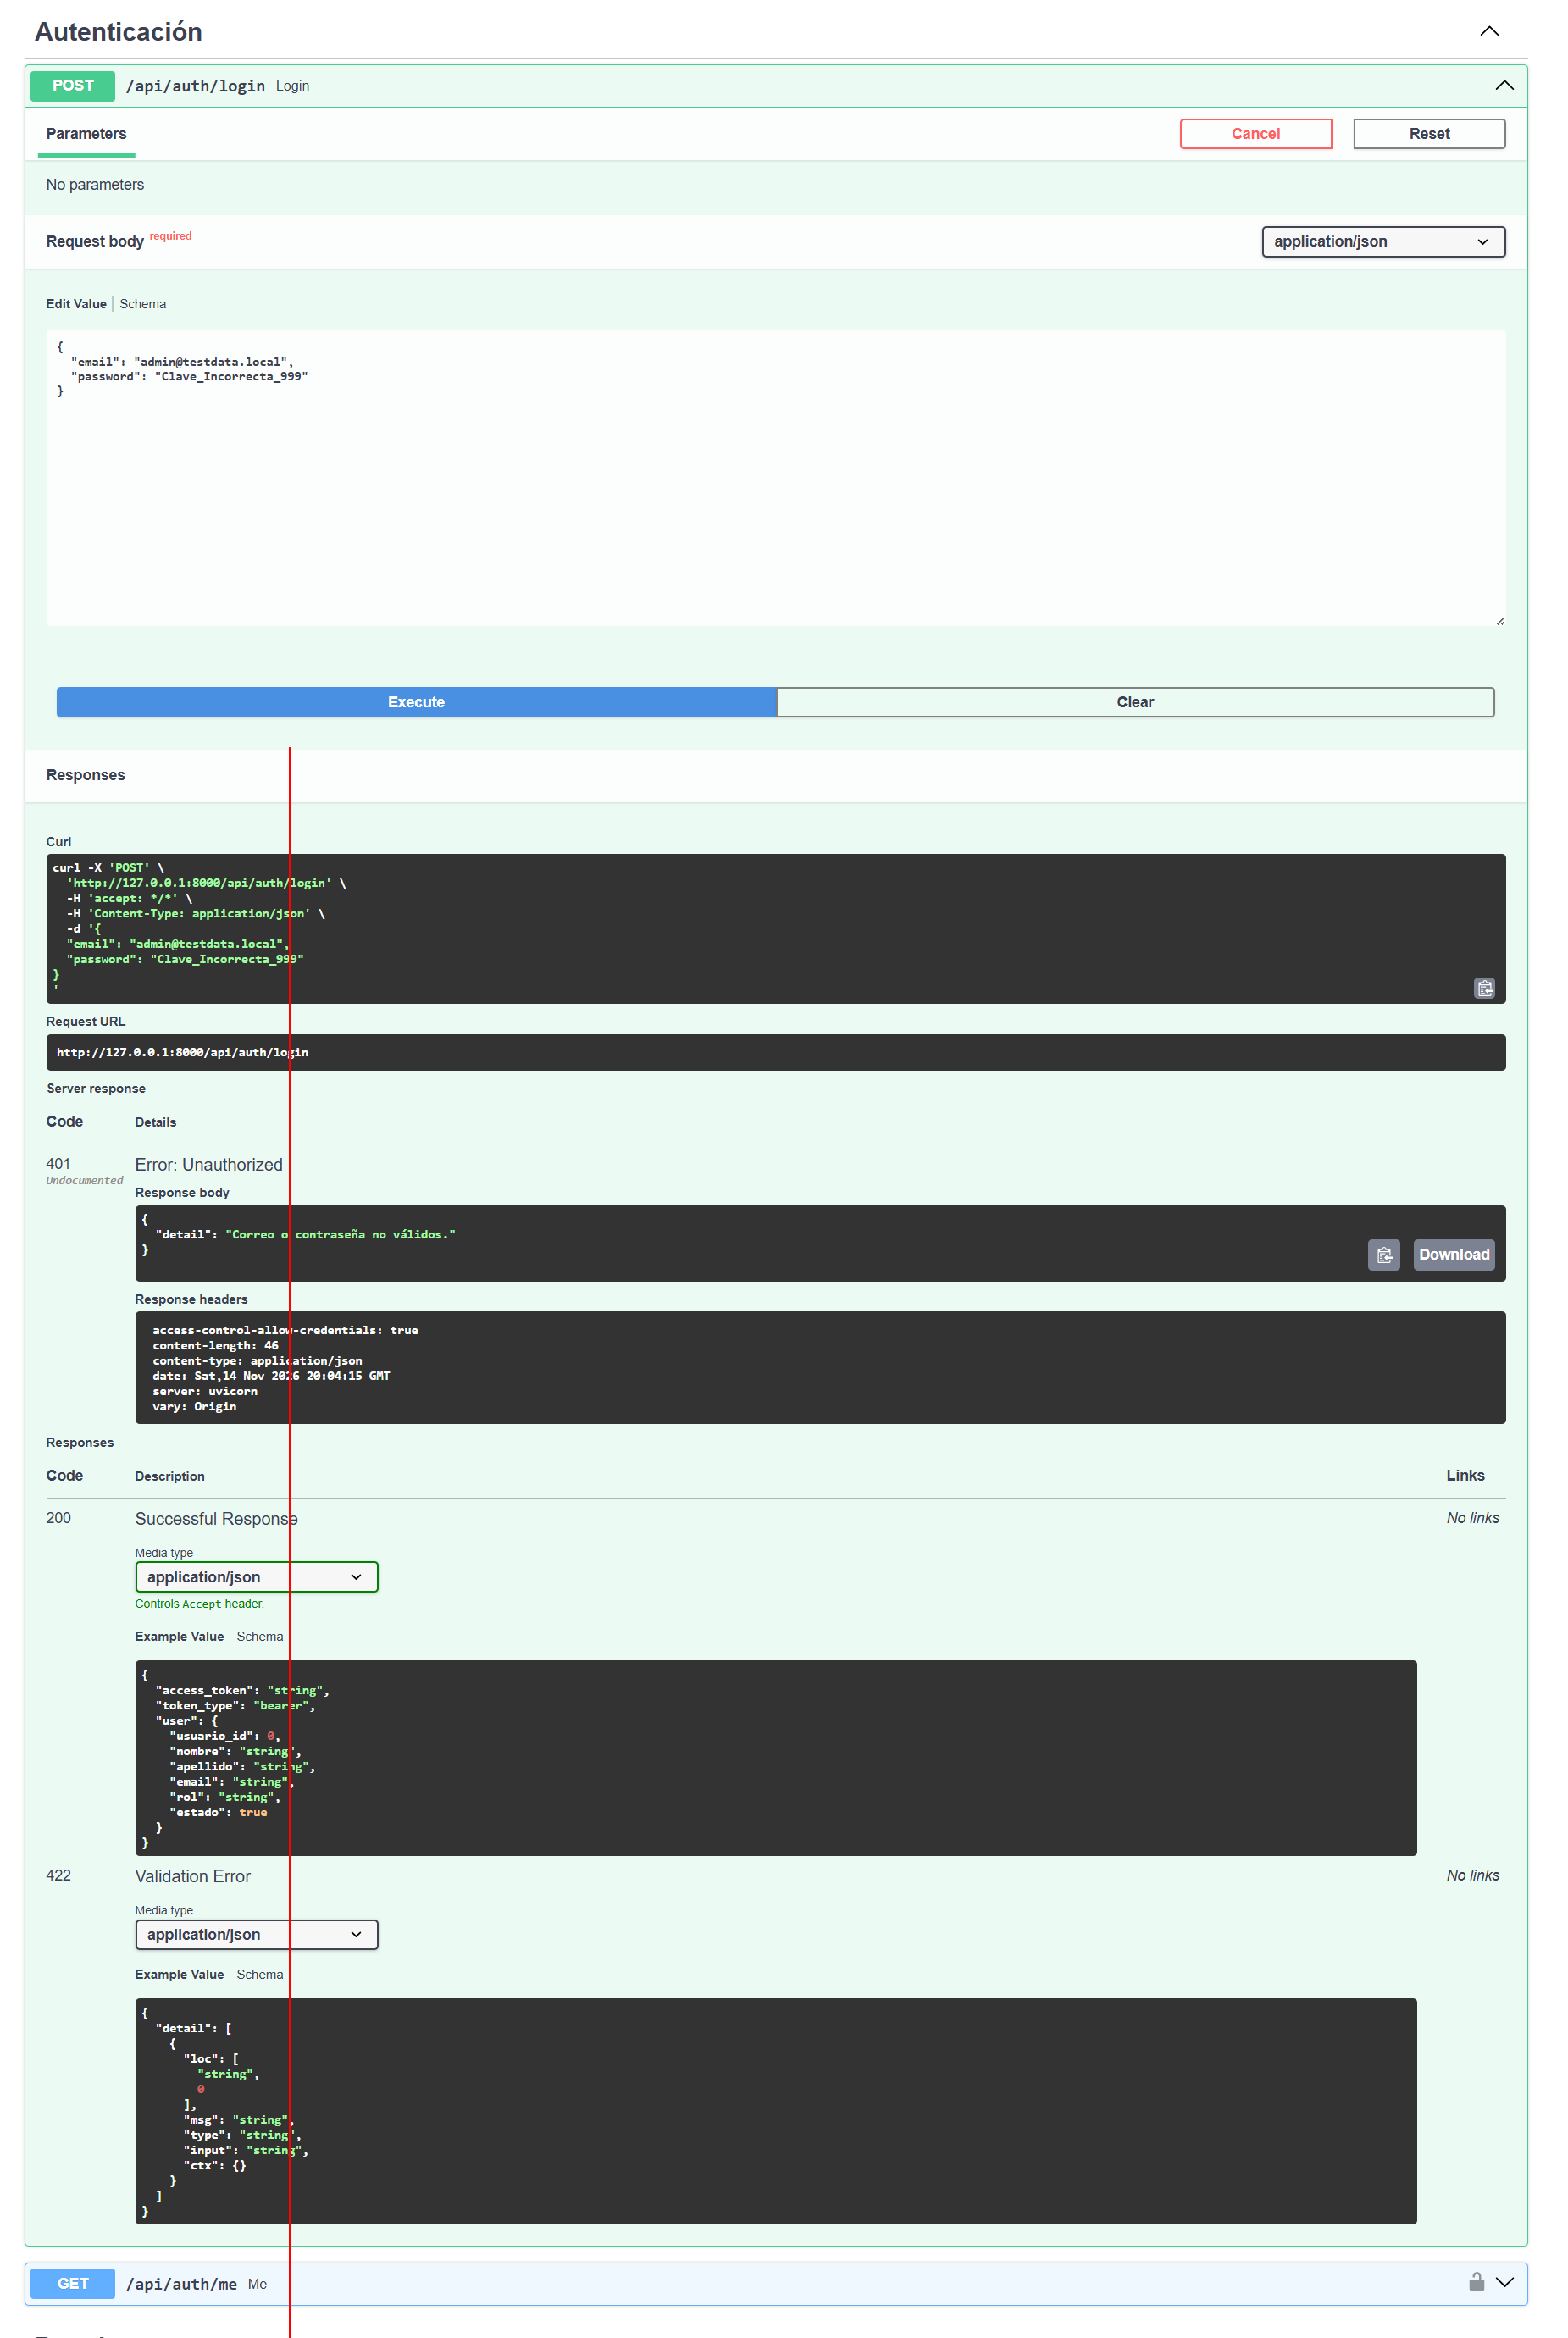 Autenticación
POST /api/auth/login Login
Parameters
Cancel
Reset
No parameters
Request body required
application/json
Edit Value | Schema
{
  "email": "admin@testdata.local",
  "password": "Clave_Incorrecta_999"
}
Execute
Clear
Responses
Curl
curl -X 'POST' \
  'http://127.0.0.1:8000/api/auth/login' \
  -H 'accept: */*' \
  -H 'Content-Type: application/json' \
  -d '{
  "email": "admin@testdata.local",
  "password": "Clave_Incorrecta_999"
}
'
Request URL
http://127.0.0.1:8000/api/auth/login
Server response
Code Details
401 Error: Unauthorized
Undocumented
Response body
{
  "detail": "Correo o contraseña no válidos."
}
Download
Response headers
access-control-allow-credentials: true
content-length: 46
content-type: application/json
date: Sat,14 Nov 2026 20:04:15 GMT
server: uvicorn
vary: Origin
Responses
Code Description Links
200 Successful Response No links
Media type
application/json
Controls Accept header.
Example Value | Schema
{
  "access_token": "string",
  "token_type": "bearer",
  "user": {
    "usuario_id": 0,
    "nombre": "string",
    "apellido": "string",
    "email": "string",
    "rol": "string",
    "estado": true
  }
}
422 Validation Error No links
Media type
application/json
Example Value | Schema
{
  "detail": [
    {
      "loc": [
        "string",
        0
      ],
      "msg": "string",
      "type": "string",
      "input": "string",
      "ctx": {}
    }
  ]
}
GET /api/auth/me Me